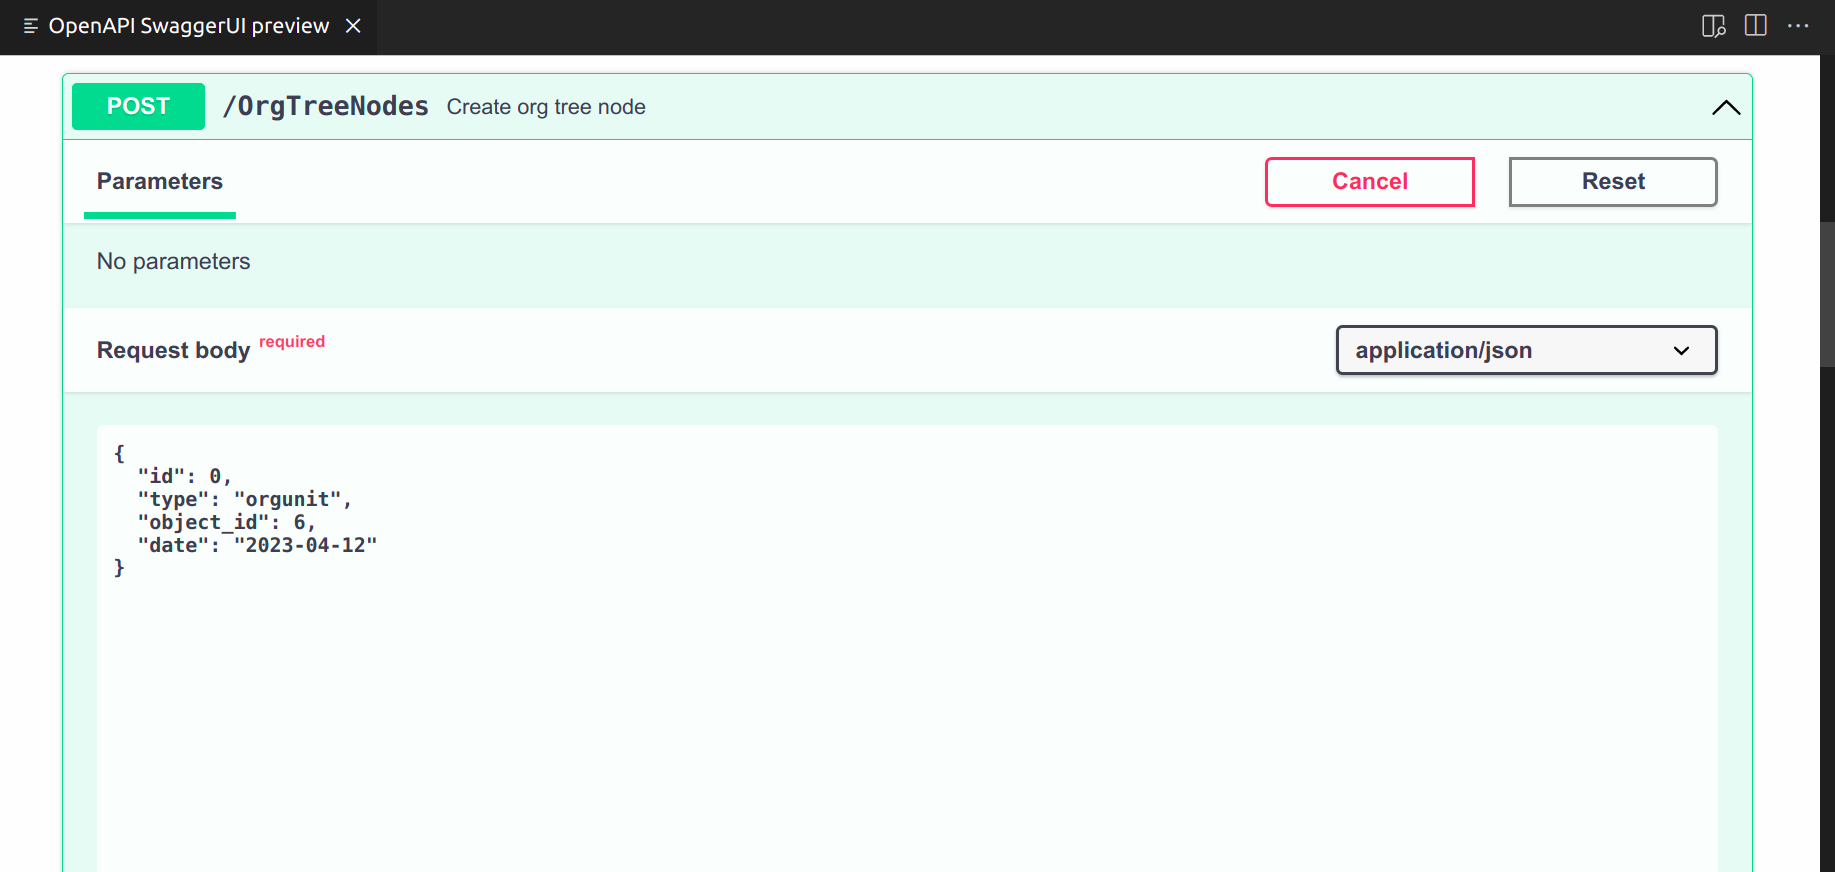 OpenAPI SwaggerUI preview
POST /OrgTreeNodes Create org tree node
Parameters
Cancel
Reset
No parameters
Request body required
application/json
{
  "id": 0,
  "type": "orgunit",
  "object_id": 6,
  "date": "2023-04-12"
}